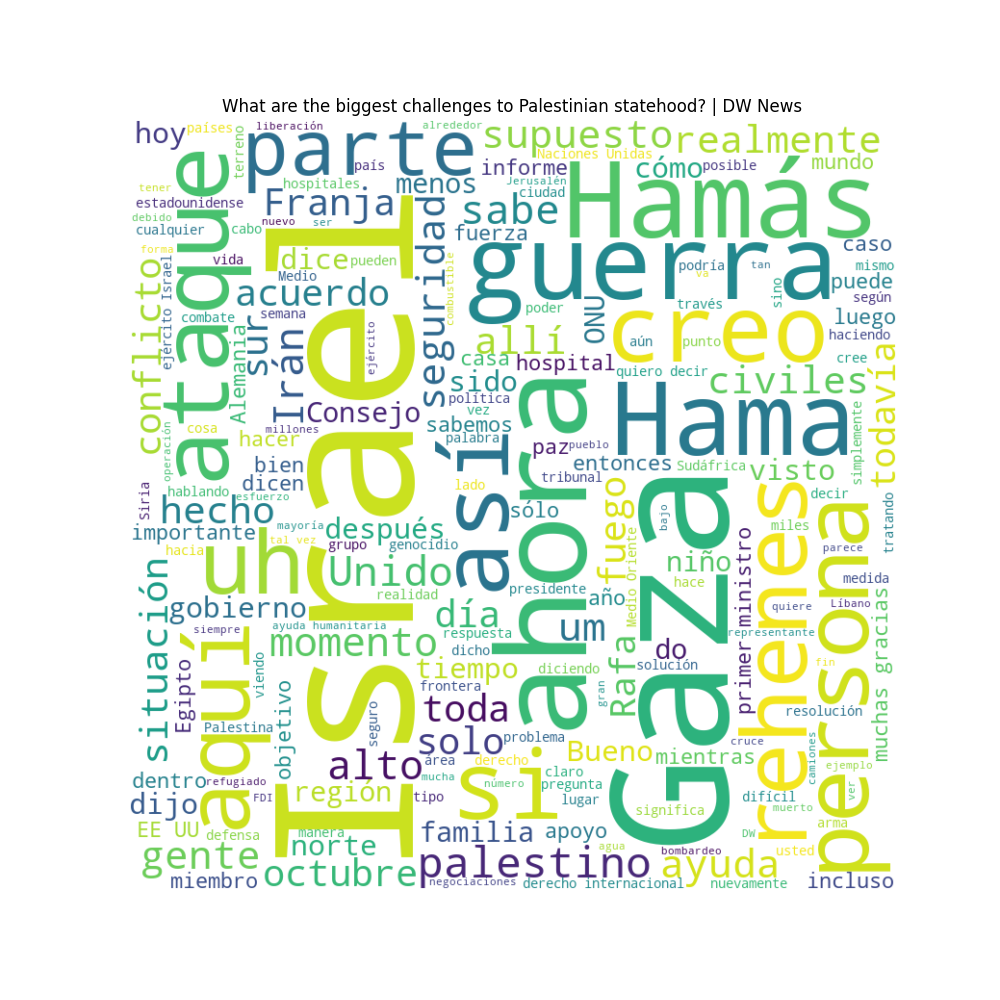 What are the biggest challenges to Palestinian statehood? | DW News
hoy
países
terreno
liberación
parte
alrededor
supuesto
realmente
Naciones Unidas
país
informe
cómo
posible
mundo
hospitales
menos
Jerusalén
ciudad
tener
estadounidense
debido
cualquier
Franja
nuevo
ser
sabe
Hamás
ataque
cabo
fuerza
guerra
caso
forma
vida
dice
pueden
Medio
seguridad
combustible
podría
va
tan
sino
mismo
puede
según
conflicto
ejército Israel
combate
acuerdo
semana
sur
Irán
ejército
poder
ONU
través
luego
haciendo
Alemania
allí
casa
hospital
creo
aún
punto
cree
todavía
quiero decir
civiles
sido
Israel
Consejo
política
vez
millones
sabemos
palabra
Hama
simplemente
cosa
operación
hacer
bien
dicen
así
ahora
paz
pueblo
entonces
Sudáfrica
visto
tribunal
decir
Siria
hablando
esfuerzo
hecho
lado
sólo
fuego
bajo
Gaza
rehenes
persona
tratando
importante
mayoría
después
miles
hacia
tal vez
grupo
genocidio
Medio Oriente
niño
parece
uh
Unido
realidad
presidente
año
hace
primer ministro
medida
quiere
Líbano
situación
gobierno
ayuda humanitaria
día
respuesta
um
Rafa
representante
muchas gracias
siempre
momento
dicho
do
aquí
viendo
tiempo
diciendo
solución
fin
Egipto
frontera
gran
Palestina
objetivo
seguro
toda
resolución
solo
problema
Bueno
mientras
cruce
camiones
alto
área
derecho
claro
ejemplo
dentro
refugiado
mucha
si
número
pregunta
ver
FDI
región
tipo
lugar
significa
difícil
muerto
dijo
EE UU
defensa
manera
familia
apoyo
DW
arma
gente
norte
agua
bombardeo
usted
miembro
octubre
palestino
negociaciones
derecho internacional
ayuda
nuevamente
incluso